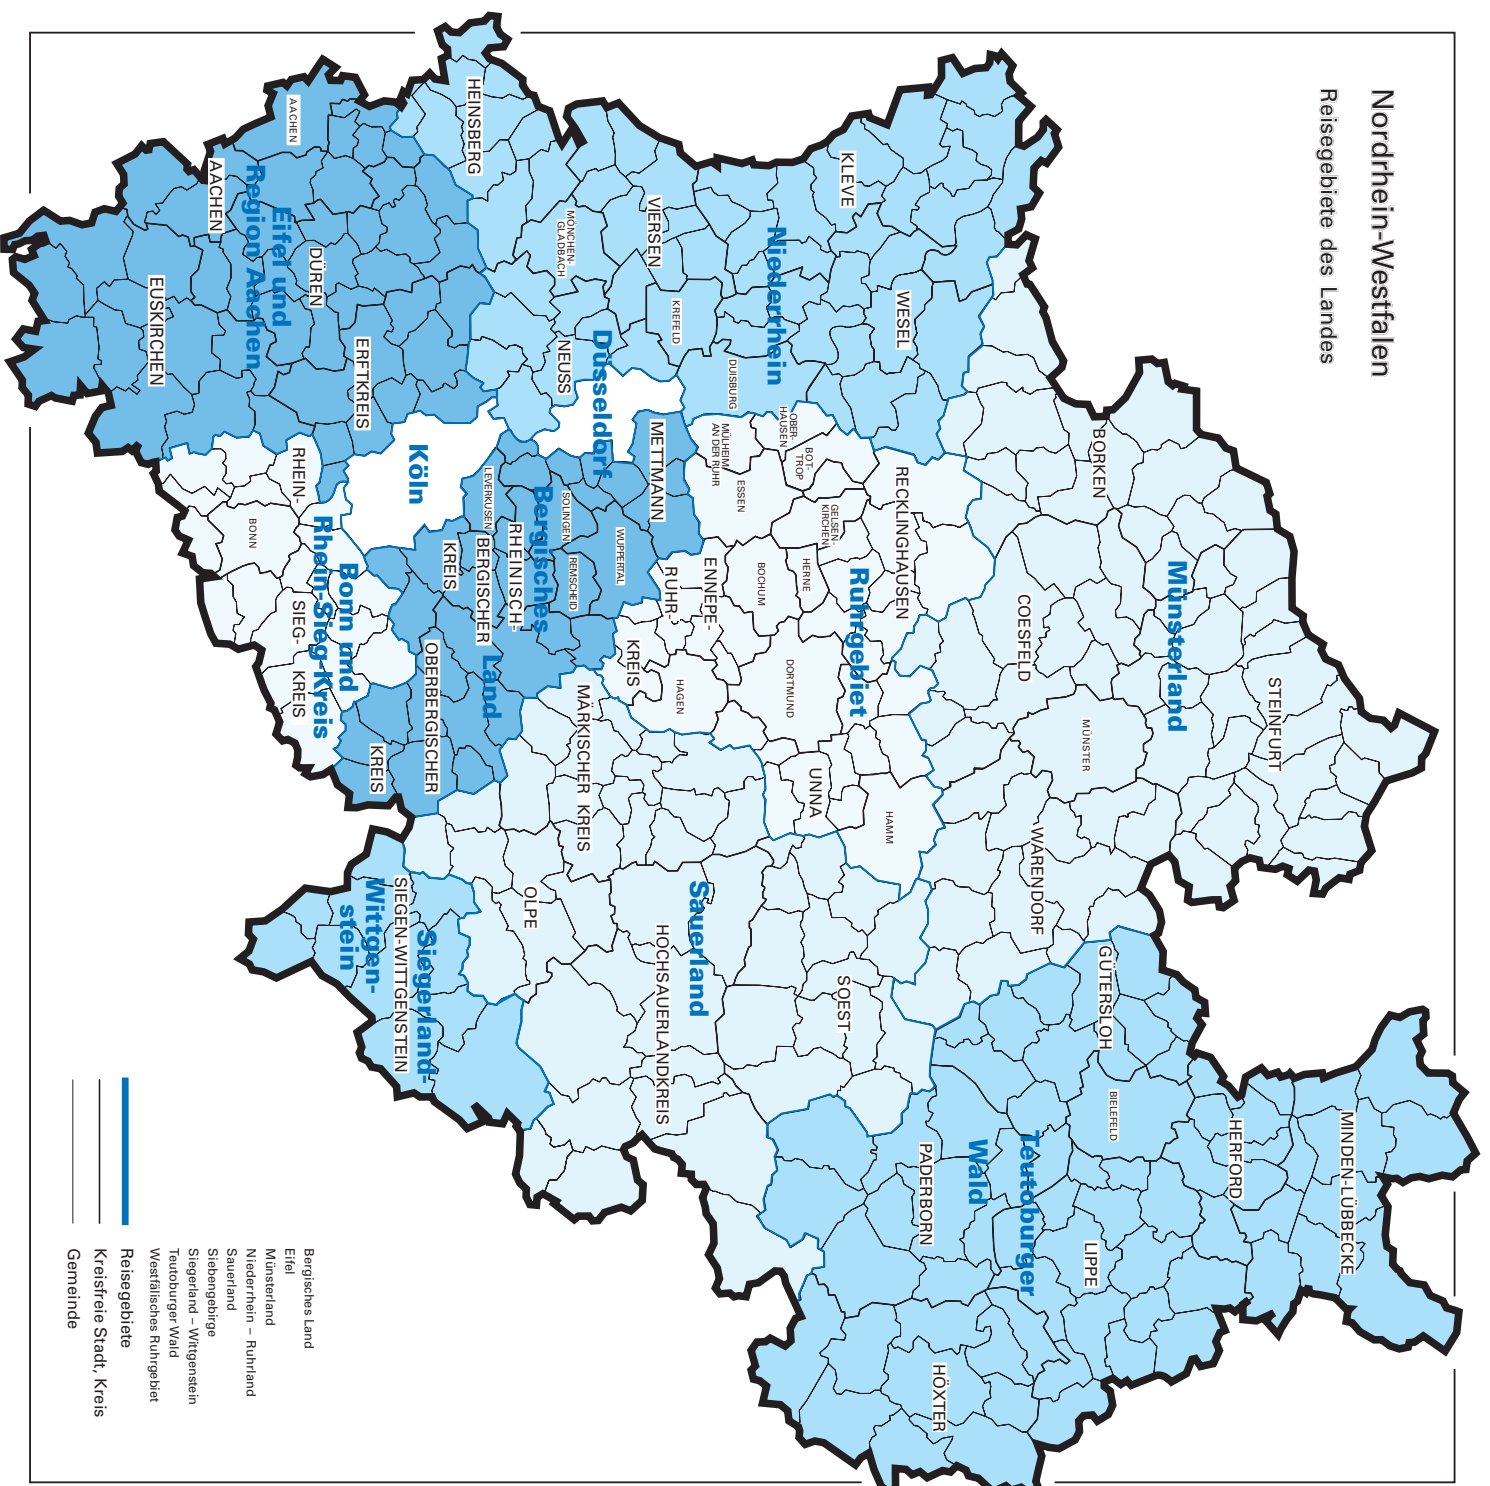 Nordrhein-Westfalen
Reisegebiete des Landes
STEINFURT
Münsterland
BORKEN
MÜNSTER
COESFELD
WARENDORF
GÜTERSLOH
BIELEFELD
HERFORD
MINDEN-LÜBBECKE
LIPPE
Teutoburger
Wald
PADERBORN
HÖXTER
KLEVE
WESEL
Niederrhein
VIERSEN
KREFELD
DUISBURG
MÖNCHEN-
GLADBACH
NEUSS
HEINSBERG
Düsseldorf
RECKLINGHAUSEN
Ruhrgebiet
OBER-
HAUSEN
BOT-
TROP
GELSEN-
KIRCHEN
MÜLHEIM
AN DER RUHR
ESSEN
HERNE
BOCHUM
DORTMUND
HAMM
UNNA
ENNEPE-
RUHR-
KREIS
HAGEN
SOEST
Sauerland
HOCHSAUERLANDKREIS
MÄRKISCHER KREIS
OLPE
METTMANN
WUPPERTAL
SOLINGEN
REMSCHEID
Bergisches
Land
LEVERKUSEN
RHEINISCH-
BERGISCHER
KREIS
OBERBERGISCHER
KREIS
Köln
Siegerland-
Wittgen-
stein
SIEGEN-WITTGENSTEIN
ERFTKREIS
DÜREN
AACHEN
AACHEN
Eifel und
Region Aachen
EUSKIRCHEN
Bonn und
Rhein-Sieg-Kreis
RHEIN-
SIEG-
KREIS
BONN
Bergisches Land
Eifel
Münsterland
Niederrhein – Ruhrland
Sauerland
Siebengebirge
Siegerland – Wittgenstein
Teutoburger Wald
Westfälisches Ruhrgebiet
Reisegebiete
Kreisfreie Stadt, Kreis
Gemeinde